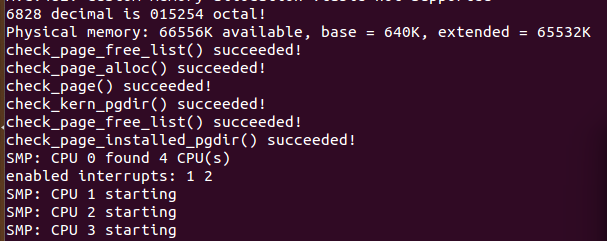 6828 decimal is 015254 octal!
Physical memory: 66556K available, base = 640K, extended = 65532K
check_page_free_list() succeeded!
check_page_alloc() succeeded!
check_page() succeeded!
check_kern_pgdir() succeeded!
check_page_free_list() succeeded!
check_page_installed_pgdir() succeeded!
SMP: CPU 0 found 4 CPU(s)
enabled interrupts: 1 2
SMP: CPU 1 starting
SMP: CPU 2 starting
SMP: CPU 3 starting